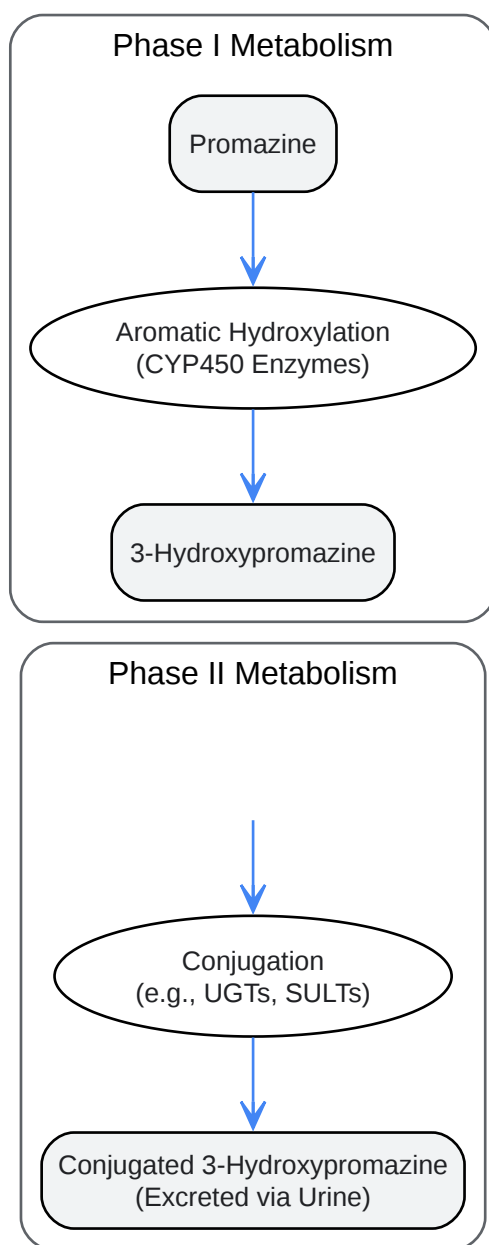 Phase I Metabolism
Promazine
Aromatic Hydroxylation
(CYP450 Enzymes)
3-Hydroxypromazine
Phase II Metabolism
Conjugation
(e.g., UGTs, SULTs)
Conjugated 3-Hydroxypromazine
(Excreted via Urine)